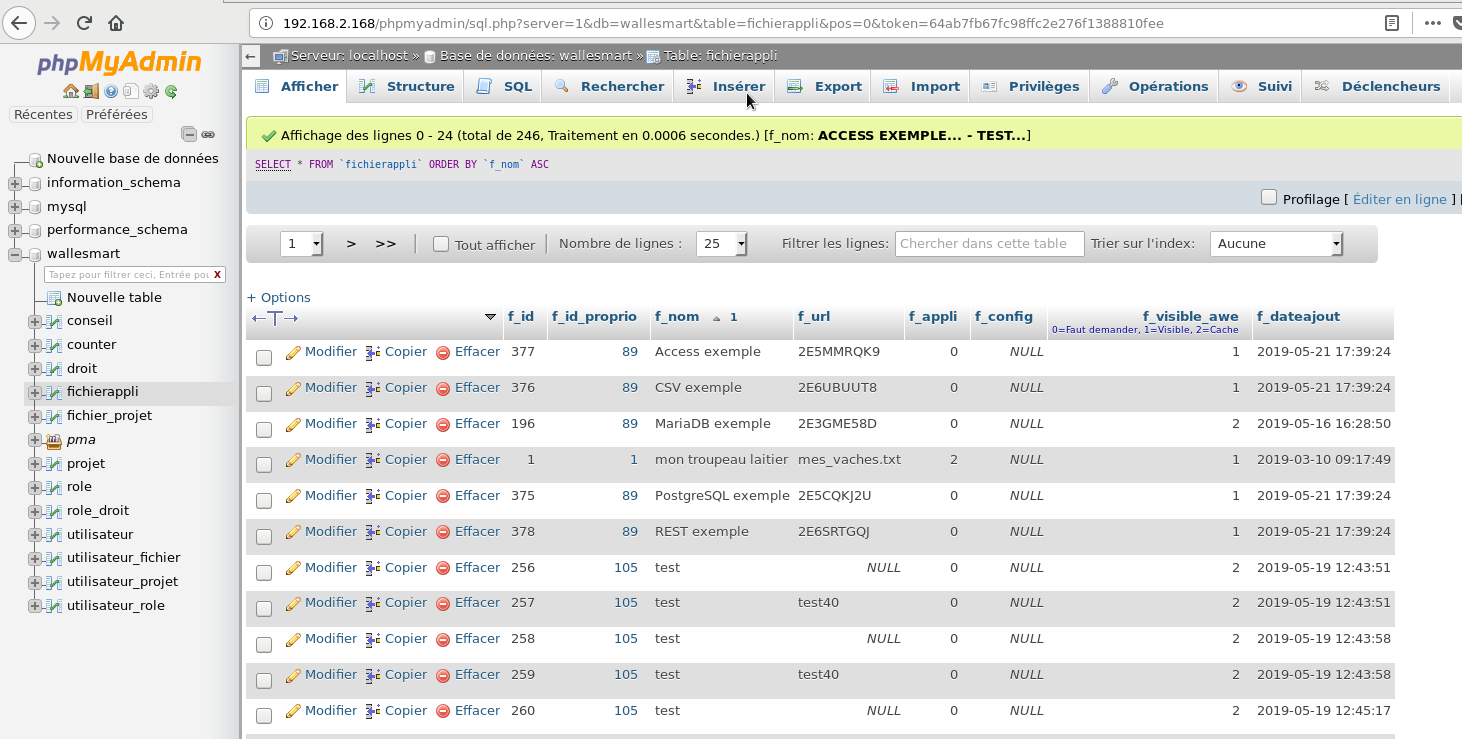 192.168.2.168/phpmyadmin/sql.php?server=1&db=wallesmart&table=fichierappli&pos=0&token=64ab7fb67fc98ffc2e276f1388810fee
phpMyAdmin
Récentes Préférées
Nouvelle base de données
information_schema
mysql
performance_schema
wallesmart
Tapez pour filtrer ceci, Entrée pou X
Nouvelle table
conseil
counter
droit
fichierappli
fichier_projet
pma
projet
role
role_droit
utilisateur
utilisateur_fichier
utilisateur_projet
utilisateur_role
Serveur: localhost » Base de données: wallesmart » Table: fichierappli
Afficher Structure SQL Rechercher Insérer Export Import Privilèges Opérations Suivi Déclencheurs
Affichage des lignes 0 - 24 (total de 246, Traitement en 0.0006 secondes.) [f_nom: ACCESS EXEMPLE... - TEST...]
SELECT * FROM `fichierappli` ORDER BY `f_nom` ASC
Profilage [ Éditer en ligne ] [
1 > >> Tout afficher Nombre de lignes : 25 Filtrer les lignes: Chercher dans cette table Trier sur l'index: Aucune
+ Options
←T→ f_id f_id_proprio f_nom 1 f_url f_appli f_config f_visible_awe f_dateajout
0=Faut demander, 1=Visible, 2=Cache
Modifier Copier Effacer 377 89 Access exemple 2E5MMRQK9 0 NULL 1 2019-05-21 17:39:24
Modifier Copier Effacer 376 89 CSV exemple 2E6UBUUT8 0 NULL 1 2019-05-21 17:39:24
Modifier Copier Effacer 196 89 MariaDB exemple 2E3GME58D 0 NULL 2 2019-05-16 16:28:50
Modifier Copier Effacer 1 1 mon troupeau laitier mes_vaches.txt 2 NULL 1 2019-03-10 09:17:49
Modifier Copier Effacer 375 89 PostgreSQL exemple 2E5CQKJ2U 0 NULL 1 2019-05-21 17:39:24
Modifier Copier Effacer 378 89 REST exemple 2E6SRTGQJ 0 NULL 1 2019-05-21 17:39:24
Modifier Copier Effacer 256 105 test NULL 0 NULL 2 2019-05-19 12:43:51
Modifier Copier Effacer 257 105 test test40 0 NULL 2 2019-05-19 12:43:51
Modifier Copier Effacer 258 105 test NULL 0 NULL 2 2019-05-19 12:43:58
Modifier Copier Effacer 259 105 test test40 0 NULL 2 2019-05-19 12:43:58
Modifier Copier Effacer 260 105 test NULL 0 NULL 2 2019-05-19 12:45:17